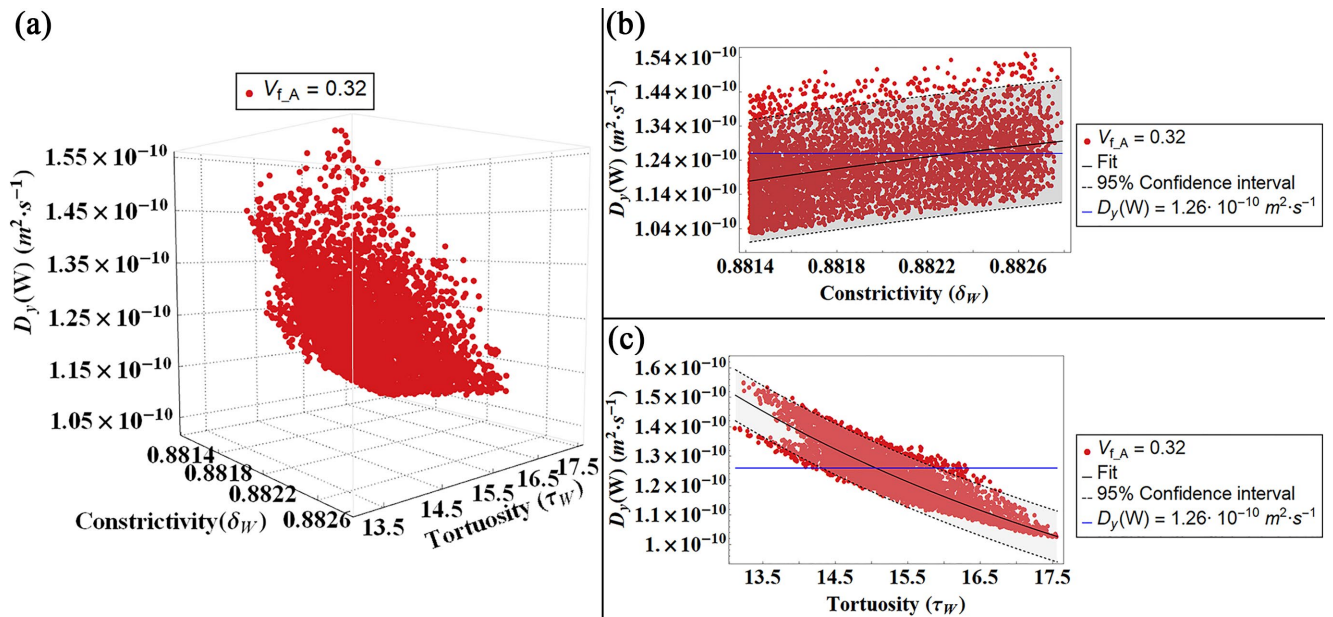 (a)
V_{f_A} = 0.32
D_y(W) (m²·s⁻¹)
1.55 × 10⁻¹⁰
1.45 × 10⁻¹⁰
1.35 × 10⁻¹⁰
1.25 × 10⁻¹⁰
1.15 × 10⁻¹⁰
1.05 × 10⁻¹⁰
0.8814
0.8818
0.8822
0.8826
Constrictivity(δ_W)
13.5
14.5
15.5
16.5
17.5
Tortuosity (τ_W)
(b)
D_y(W) (m²·s⁻¹)
1.54 × 10⁻¹⁰
1.44 × 10⁻¹⁰
1.34 × 10⁻¹⁰
1.24 × 10⁻¹⁰
1.14 × 10⁻¹⁰
1.04 × 10⁻¹⁰
0.8814 0.8818 0.8822 0.8826
Constrictivity (δ_W)
V_{f_A} = 0.32
Fit
95% Confidence interval
D_y(W) = 1.26· 10⁻¹⁰ m²·s⁻¹
(c)
D_y(W) (m²·s⁻¹)
1.6 × 10⁻¹⁰
1.5 × 10⁻¹⁰
1.4 × 10⁻¹⁰
1.3 × 10⁻¹⁰
1.2 × 10⁻¹⁰
1.1 × 10⁻¹⁰
1. × 10⁻¹⁰
13.5 14.5 15.5 16.5 17.5
Tortuosity (τ_W)
V_{f_A} = 0.32
Fit
95% Confidence interval
D_y(W) = 1.26· 10⁻¹⁰ m²·s⁻¹